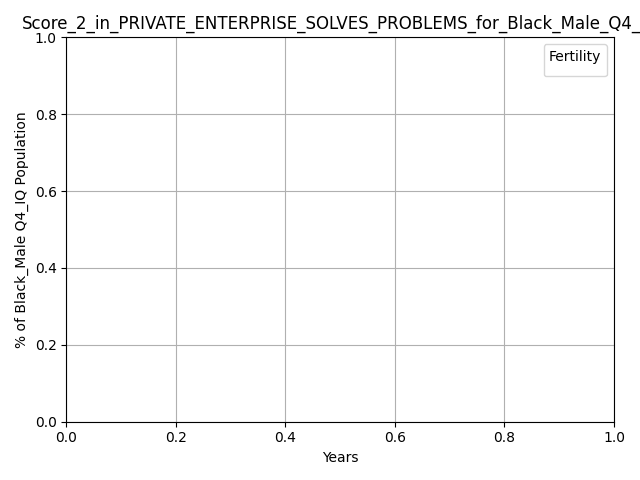 Score_2_in_PRIVATE_ENTERPRISE_SOLVES_PROBLEMS_for_Black_Male_Q4_
Fertility
1.0
0.8
0.6
0.4
0.2
0.0
% of Black_Male Q4_IQ Population
0.0 0.2 0.4 0.6 0.8 1.0
Years